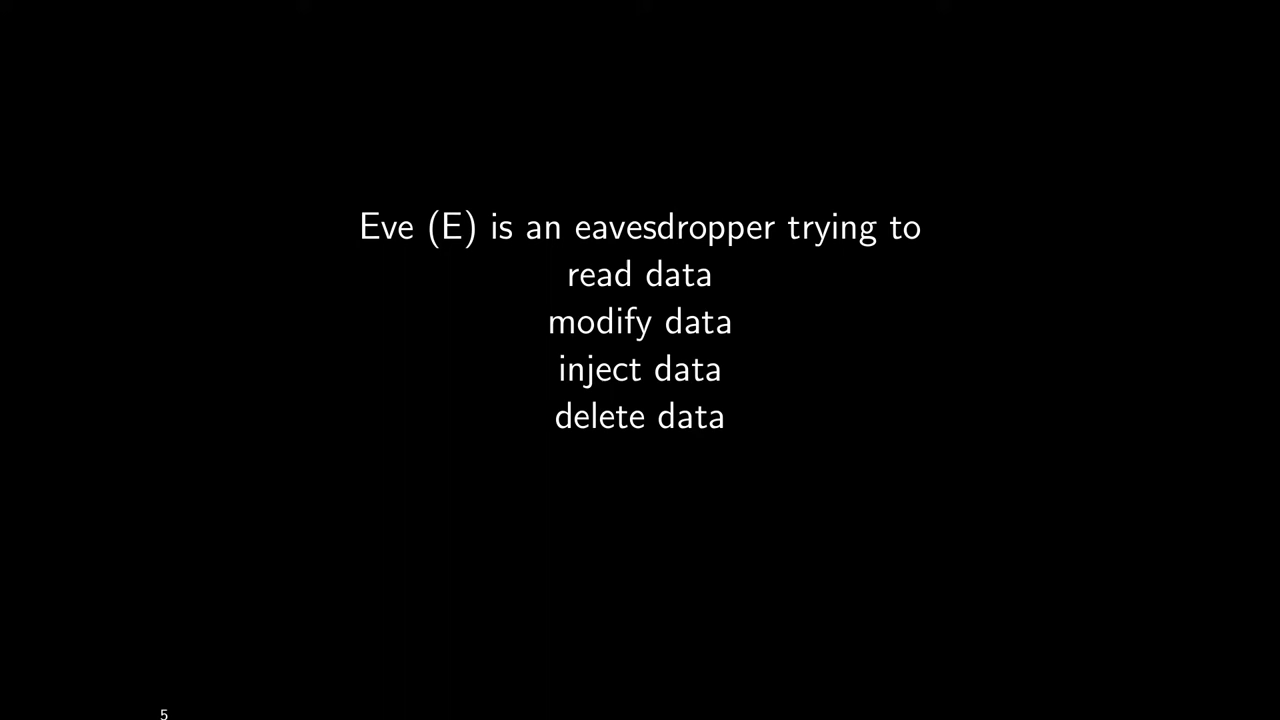 Eve (E) is an eavesdropper trying to
read data
modify data
inject data
delete data
5